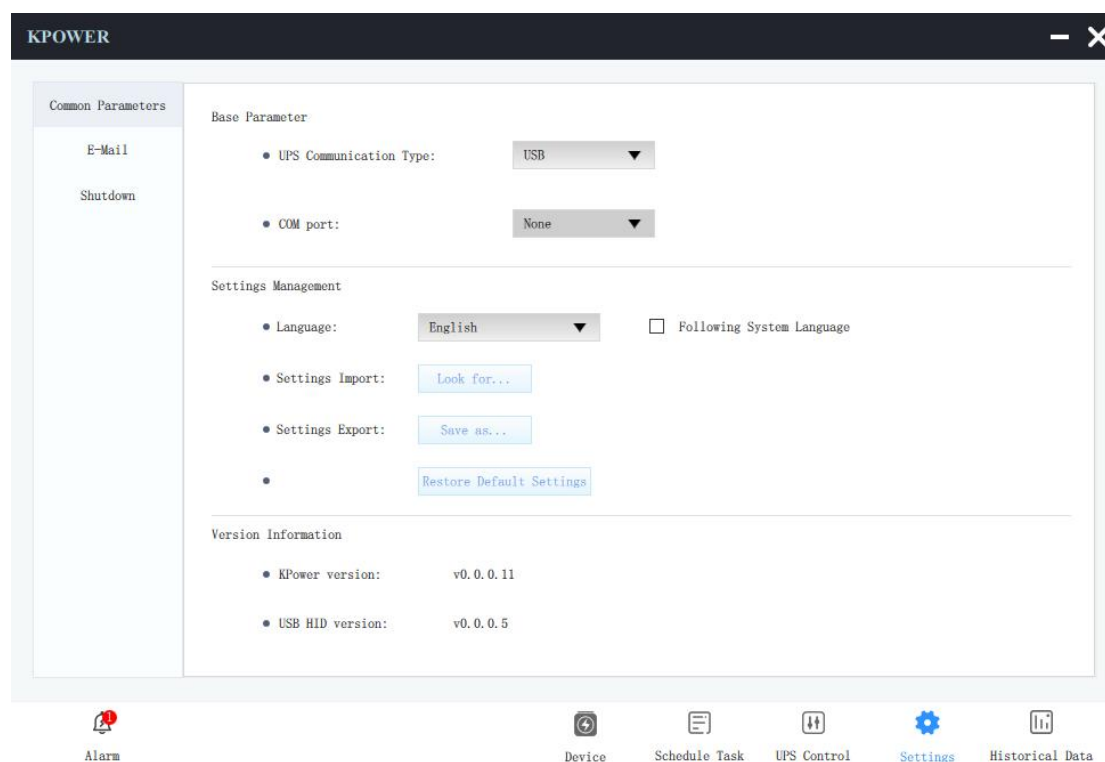 KPOWER
Common Parameters
E-Mail
Shutdown
Base Parameter
UPS Communication Type: USB
COM port: None
Settings Management
Language: English Following System Language
Settings Import: Look for...
Settings Export: Save as...
Restore Default Settings
Version Information
KPower version: v0.0.0.11
USB HID version: v0.0.0.5
1
Alarm Device Schedule Task UPS Control Settings Historical Data